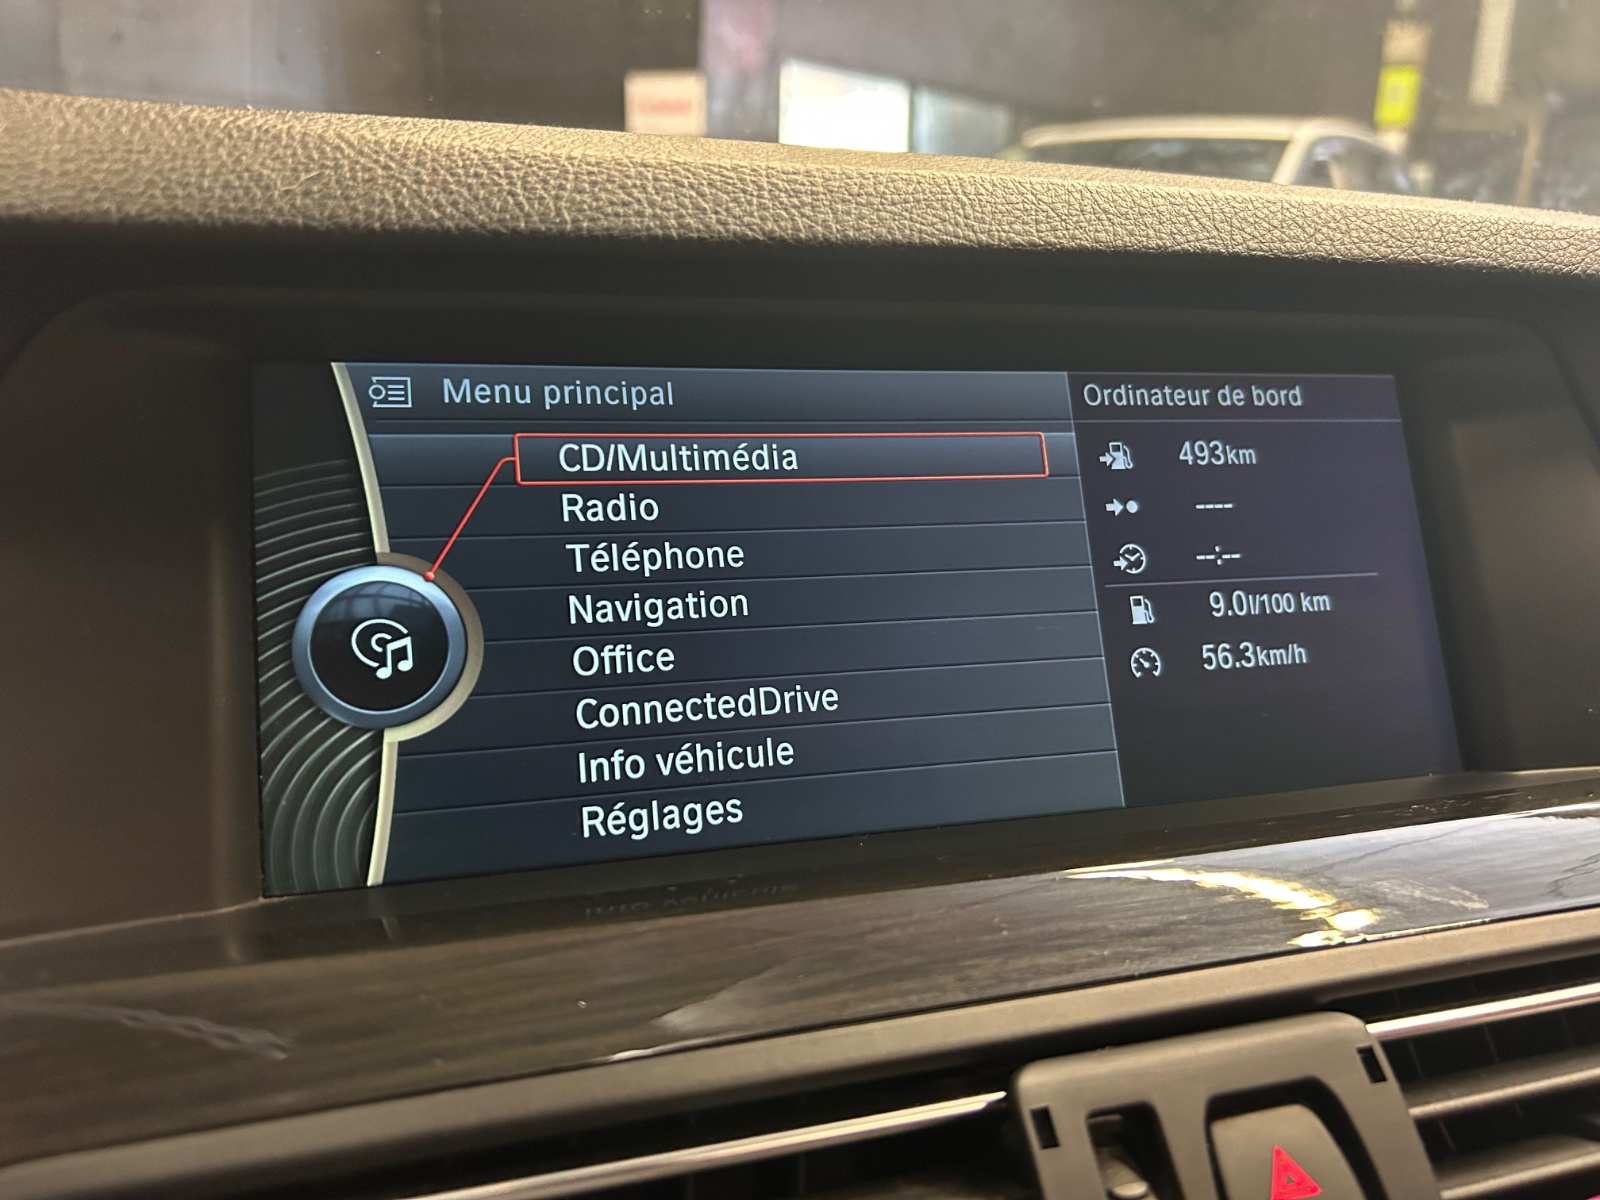 Menu principal
CD/Multimédia
Radio
Téléphone
Navigation
Office
ConnectedDrive
Info véhicule
Réglages
Ordinateur de bord
493km
----
--:--
9.0l/100 km
56.3km/h